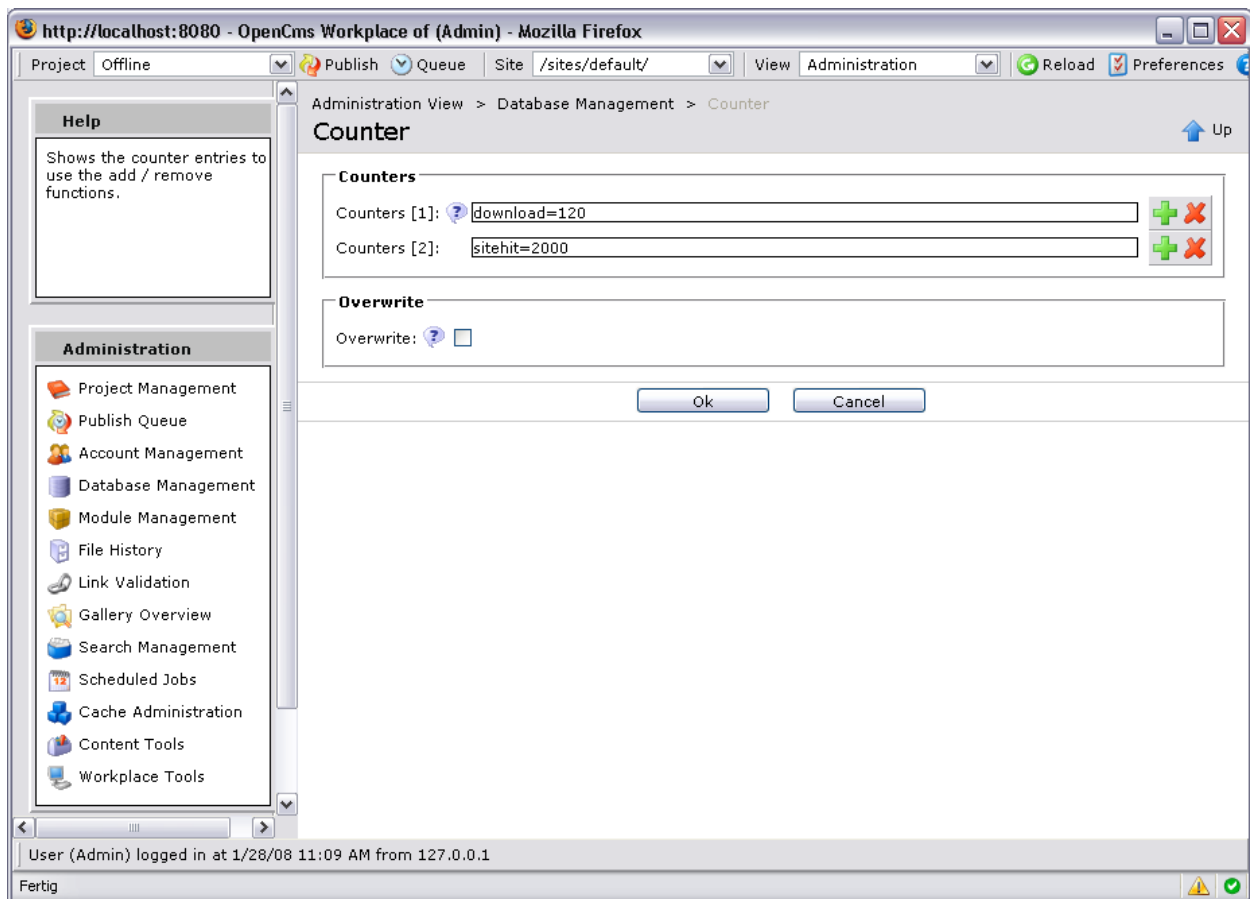 http://localhost:8080 - OpenCms Workplace of (Admin) - Mozilla Firefox
Project Offline Publish Queue Site /sites/default/ View Administration Reload Preferences
Help
Shows the counter entries to
use the add / remove
functions.
Administration
Project Management
Publish Queue
Account Management
Database Management
Module Management
File History
Link Validation
Gallery Overview
Search Management
12
Scheduled Jobs
Cache Administration
Content Tools
Workplace Tools
Administration View > Database Management > Counter
Counter
Up
Counters
Counters [1]: ? download=120
Counters [2]: sitehit=2000
Overwrite
Overwrite: ?
Ok Cancel
User (Admin) logged in at 1/28/08 11:09 AM from 127.0.0.1
Fertig